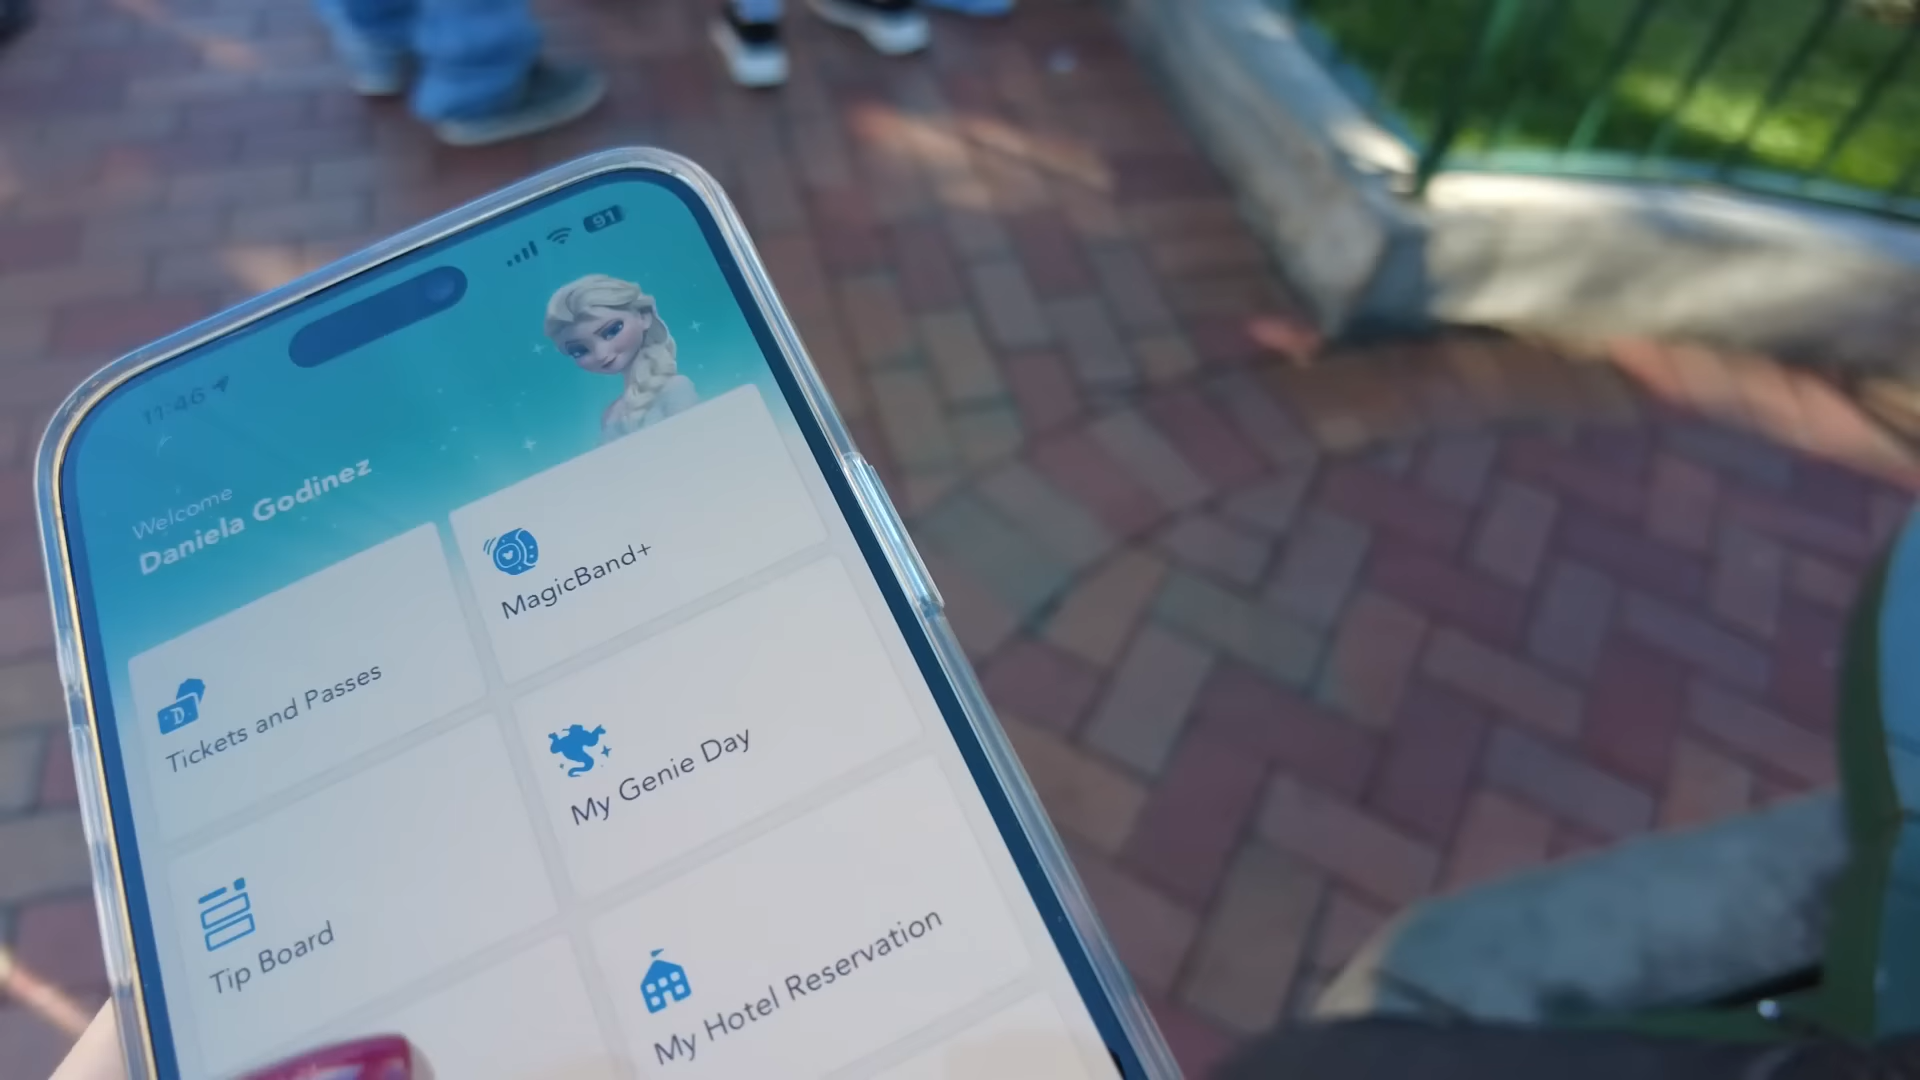 91
11:46
Welcome
Daniela Godinez
MagicBand+
D
Tickets and Passes
My Genie Day
Tip Board
My Hotel Reservation